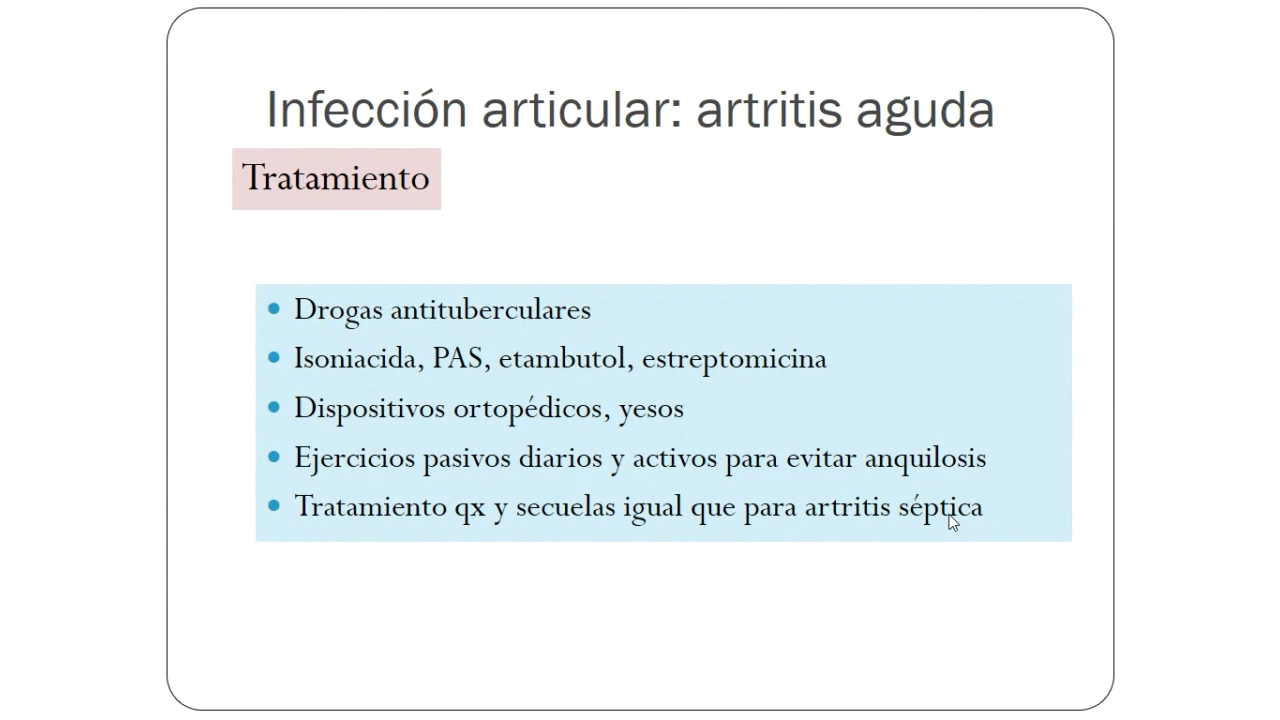 Infección articular: artritis aguda
Tratamiento
Drogas antituberculares
Isoniacida, PAS, etambutol, estreptomicina
Dispositivos ortopédicos, yesos
Ejercicios pasivos diarios y activos para evitar anquilosis
Tratamiento qx y secuelas igual que para artritis séptica